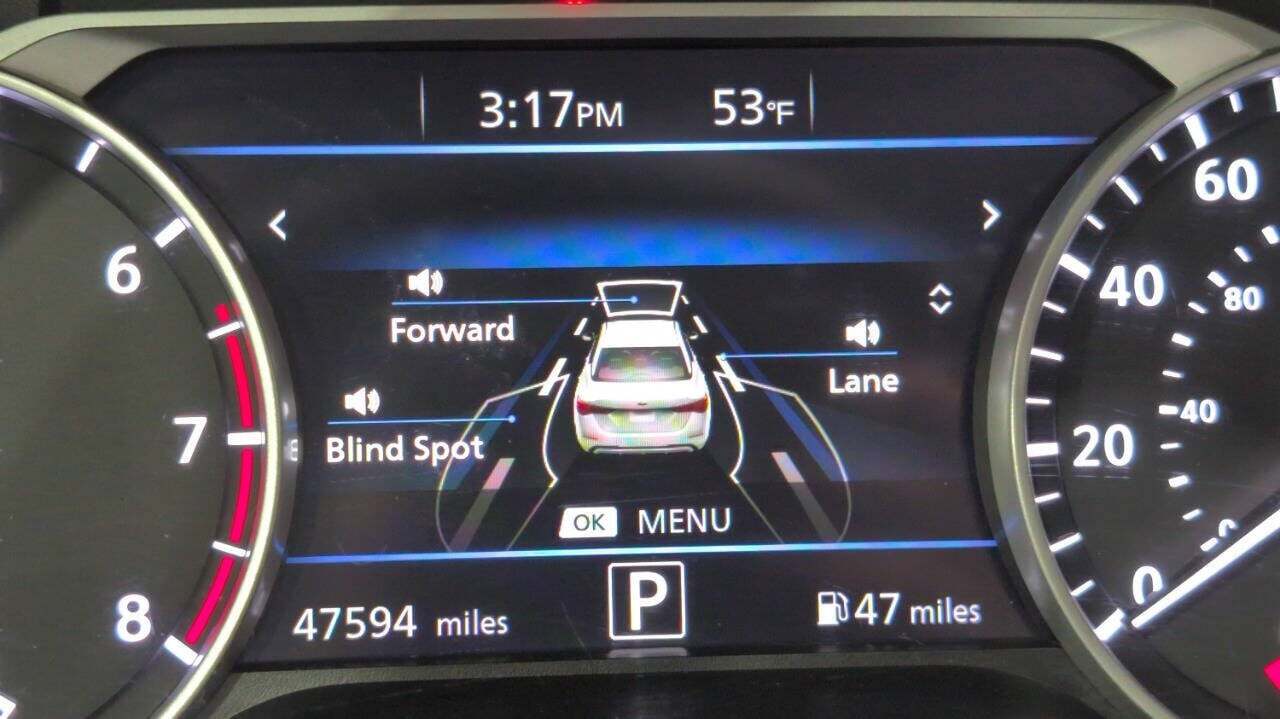 3:17PM 53°F
60
6 40 80
Forward
Lane
40
7 20
Blind Spot
OK MENU
0
8 0
47594 miles P 47 miles